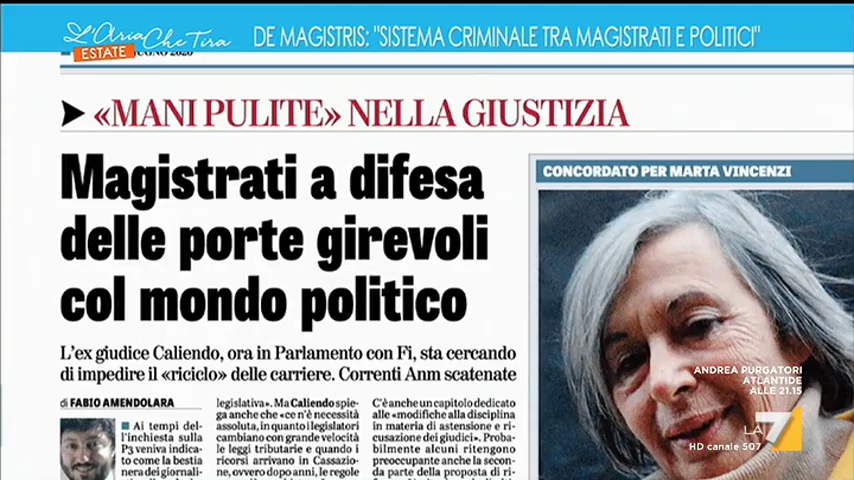 L'Aria Che Tira
ESTATE
DE MAGISTRIS: "SISTEMA CRIMINALE TRA MAGISTRATI E POLITICI"
GIUGNO 2020
«MANI PULITE» NELLA GIUSTIZIA
Magistrati a difesa
delle porte girevoli
col mondo politico
L'ex giudice Caliendo, ora in Parlamento con Fi, sta cercando
di impedire il «riciclo» delle carriere. Correnti Anm scatenate
di FABIO AMENDOLARA
Ai tempi del-
l'inchiesta sulla
P3 veniva indica-
to come la bestia
nera dei giornali-
legislativa». Ma Caliendo spie-
ga anche che «ce n'è necessità
assoluta, in quanto i legislatori
cambiano con grande velocità
le leggi tributarie e quando i
ricorsi arrivano in Cassazio-
ne, ovvero dopo anni, le regole
C'è anche un capitolo dedicato
alle «modifiche alla disciplina
in materia di astensione e ri-
cusazione dei giudici». Proba-
bilmente alcuni ritengono
preoccupante anche la secon-
da parte della proposta di ri-
CONCORDATO PER MARTA VINCENZI
ANDREA PURGATORI
ATLANTIDE
ALLE 21.15
LA7
HD canale 507